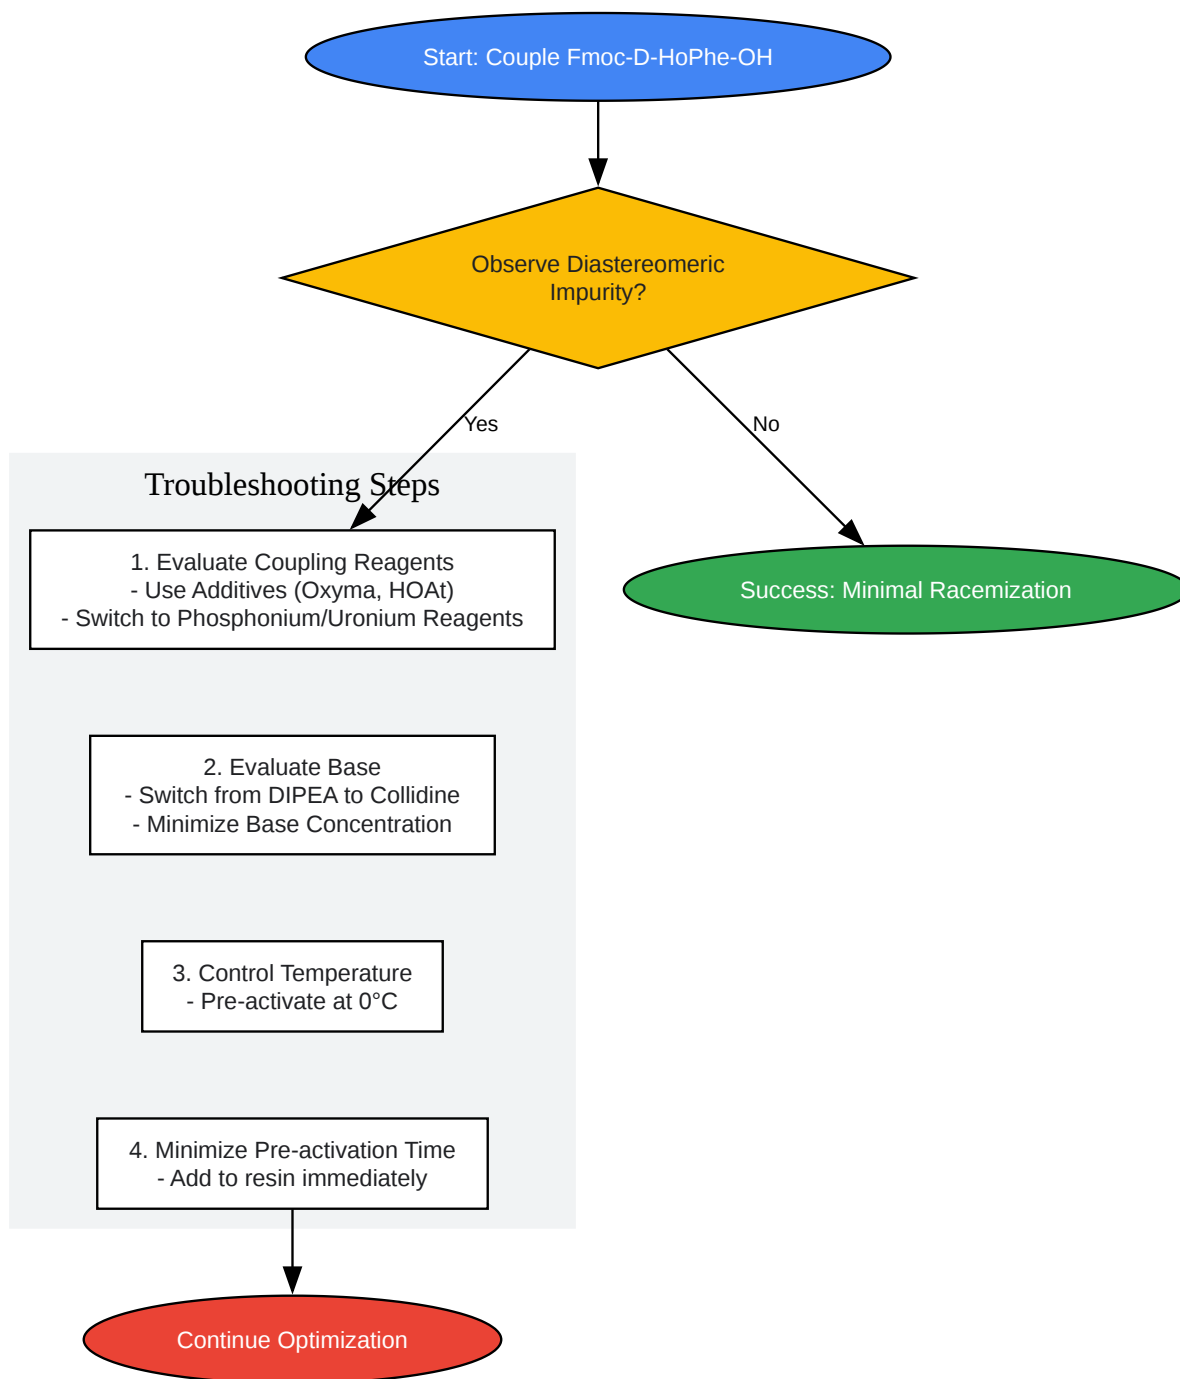 Start: Couple Fmoc-D-HoPhe-OH
Observe Diastereomeric
Impurity?
Yes
No
Troubleshooting Steps
1. Evaluate Coupling Reagents
- Use Additives (Oxyma, HOAt)
- Switch to Phosphonium/Uronium Reagents
Success: Minimal Racemization
2. Evaluate Base
- Switch from DIPEA to Collidine
- Minimize Base Concentration
3. Control Temperature
- Pre-activate at 0°C
4. Minimize Pre-activation Time
- Add to resin immediately
Continue Optimization